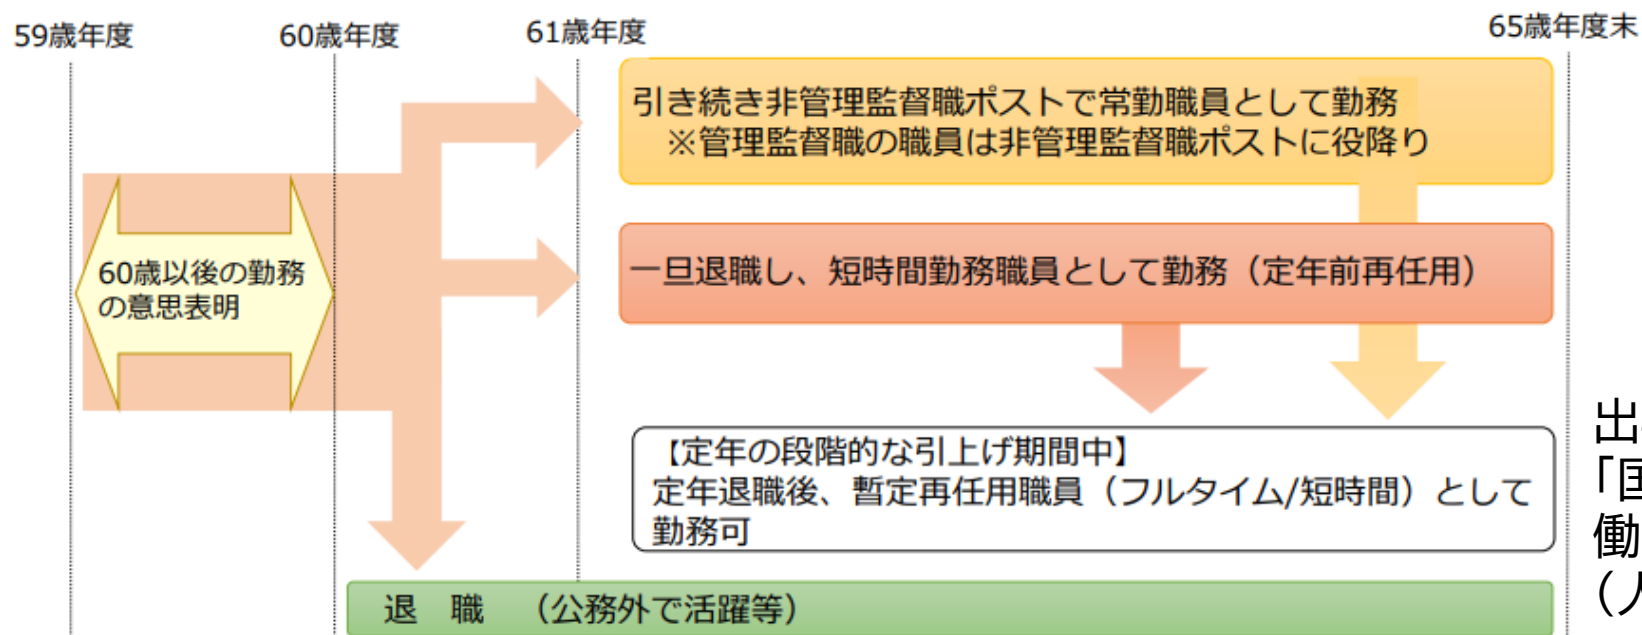 59歳年度
60歳年度
61歳年度
65歳年度末
引き続き非管理監督職ポストで常勤職員として勤務
※管理監督職の職員は非管理監督職ポストに役降り
60歳以後の勤務
の意思表明
一旦退職し、短時間勤務職員として勤務（定年前再任用）
【定年の段階的な引上げ期間中】
定年退職後、暫定再任用職員（フルタイム/短時間）として
勤務可
退　職　（公務外で活躍等）
出
「国
働
（人